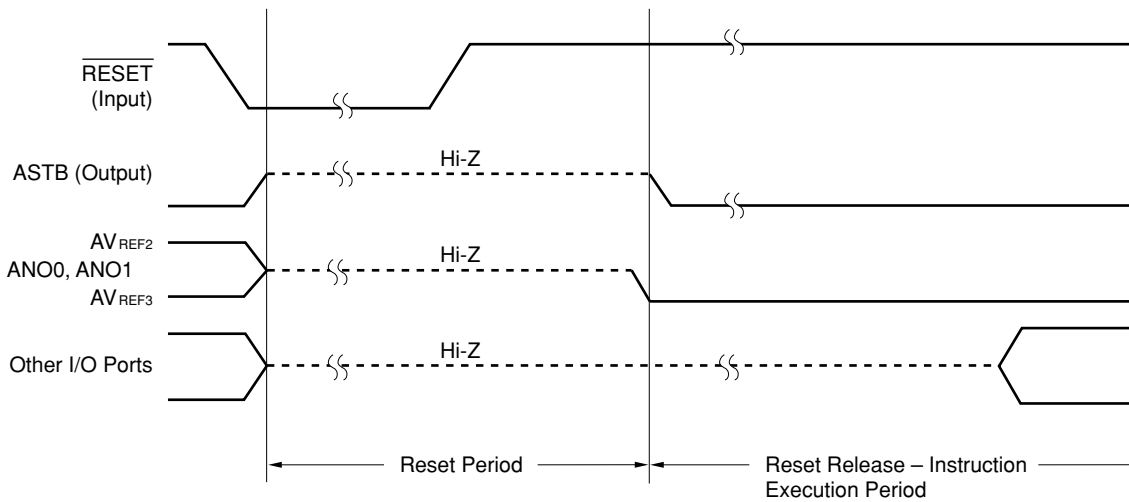 RESET
(Input)
Hi-Z
ASTB (Output)
AVREF2
Hi-Z
ANO0, ANO1
AVREF3
Hi-Z
Other I/O Ports
Reset Period
Reset Release – Instruction
Execution Period